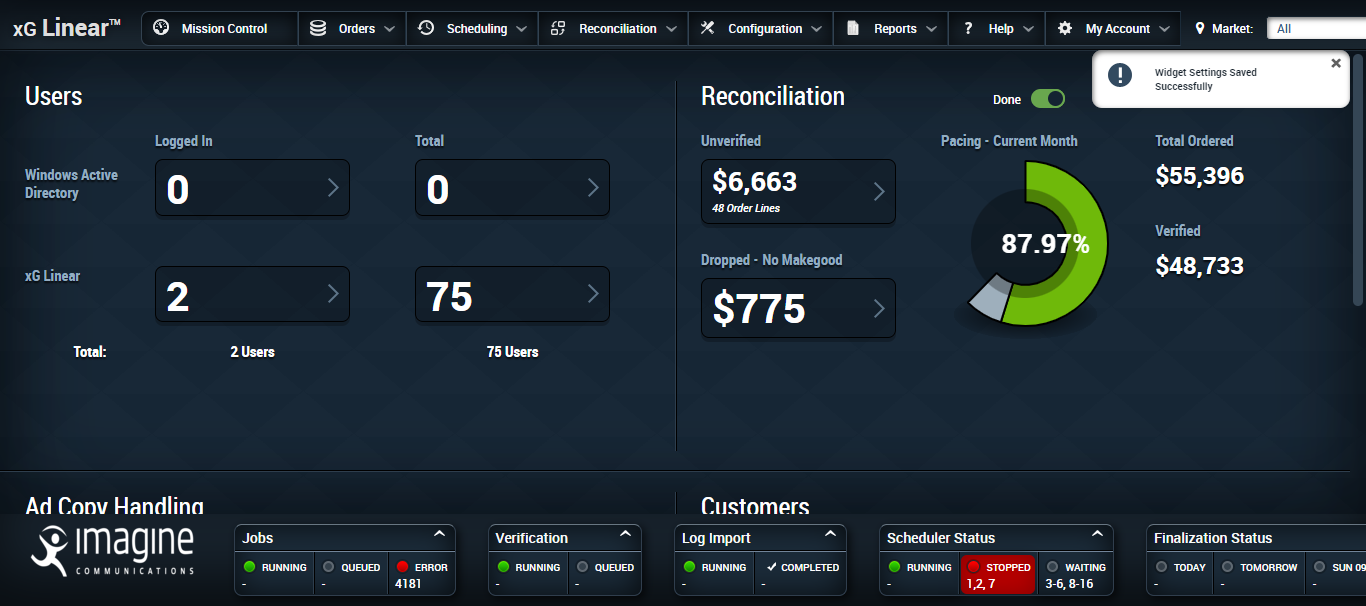 xG Linear™
Mission Control
Orders
Scheduling
Reconciliation
Configuration
Reports
? Help
My Account
Market:
All
Widget Settings Saved
Successfully
Users
Logged In
Total
Windows Active
Directory
0
0
xG Linear
2
75
Total:
2 Users
75 Users
Reconciliation
Done
Unverified
$6,663
48 Order Lines
Dropped - No Makegood
$775
Pacing - Current Month
87.97%
Total Ordered
$55,396
Verified
$48,733
Ad Copy Handling
Customers
imagine
COMMUNICATIONS
Jobs
RUNNING
-
QUEUED
-
ERROR
4181
Verification
RUNNING
-
QUEUED
-
Log Import
RUNNING
-
COMPLETED
-
Scheduler Status
RUNNING
-
STOPPED
1,2, 7
WAITING
3-6, 8-16
Finalization Status
TODAY
-
TOMORROW
-
SUN 09
-